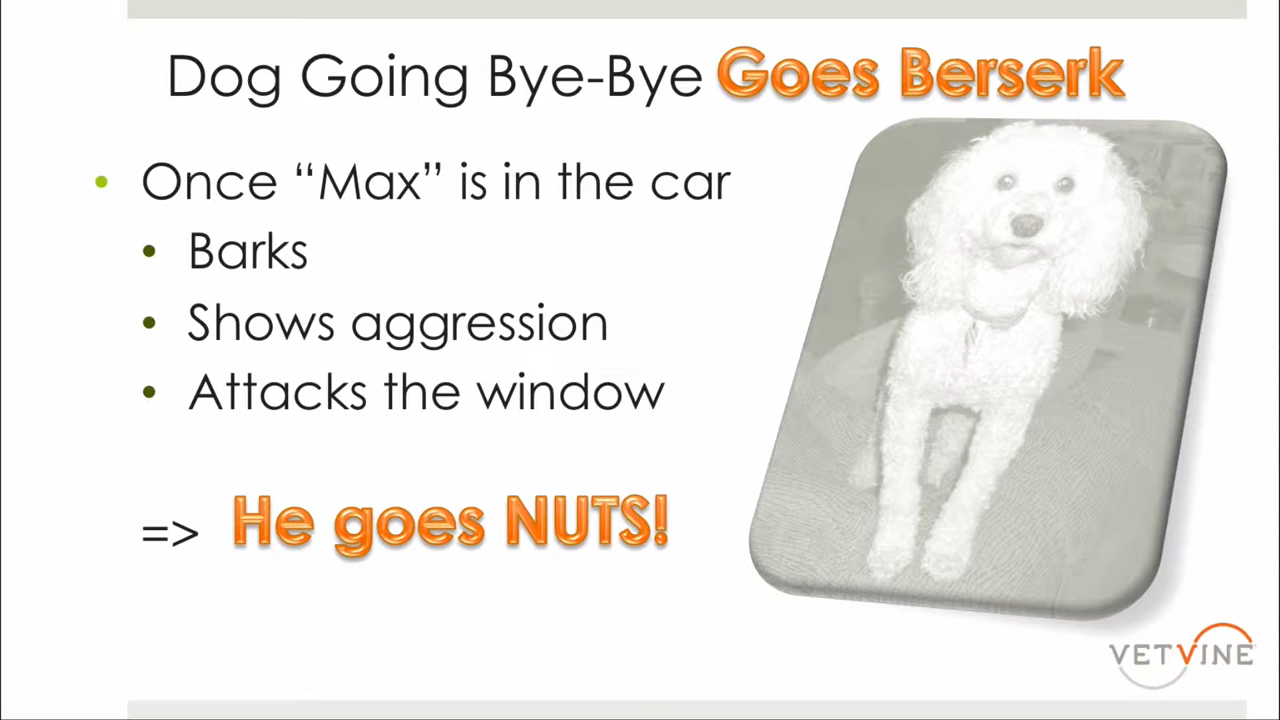 Dog Going Bye-Bye Goes Berserk
• Once “Max” is in the car
• Barks
• Shows aggression
• Attacks the window
=> He goes NUTS!
VETVINE